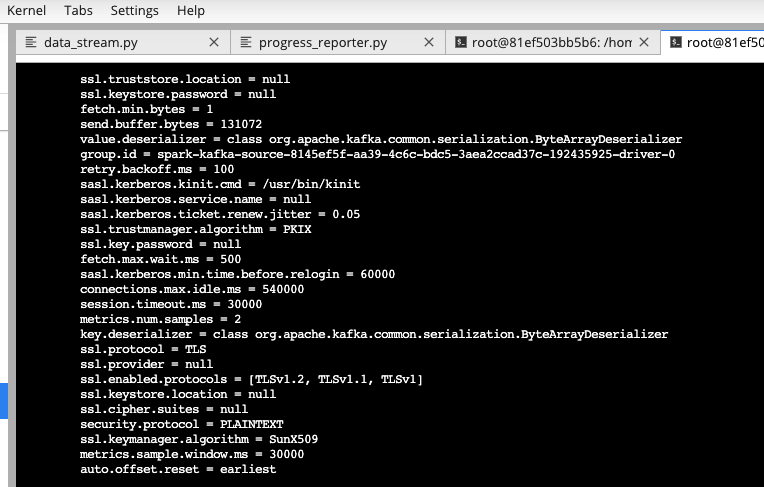 Kernel Tabs Settings Help
data_stream.py × progress_reporter.py × root@81ef503bb5b6: /hom × root@81ef50
ssl.truststore.location = null
ssl.keystore.password = null
fetch.min.bytes = 1
send.buffer.bytes = 131072
value.deserializer = class org.apache.kafka.common.serialization.ByteArrayDeserializer
group.id = spark-kafka-source-8145ef5f-aa39-4c6c-bdc5-3aea2ccad37c-192435925-driver-0
retry.backoff.ms = 100
sasl.kerberos.kinit.cmd = /usr/bin/kinit
sasl.kerberos.service.name = null
sasl.kerberos.ticket.renew.jitter = 0.05
ssl.trustmanager.algorithm = PKIX
ssl.key.password = null
fetch.max.wait.ms = 500
sasl.kerberos.min.time.before.relogin = 60000
connections.max.idle.ms = 540000
session.timeout.ms = 30000
metrics.num.samples = 2
key.deserializer = class org.apache.kafka.common.serialization.ByteArrayDeserializer
ssl.protocol = TLS
ssl.provider = null
ssl.enabled.protocols = [TLSv1.2, TLSv1.1, TLSv1]
ssl.keystore.location = null
ssl.cipher.suites = null
security.protocol = PLAINTEXT
ssl.keymanager.algorithm = SunX509
metrics.sample.window.ms = 30000
auto.offset.reset = earliest